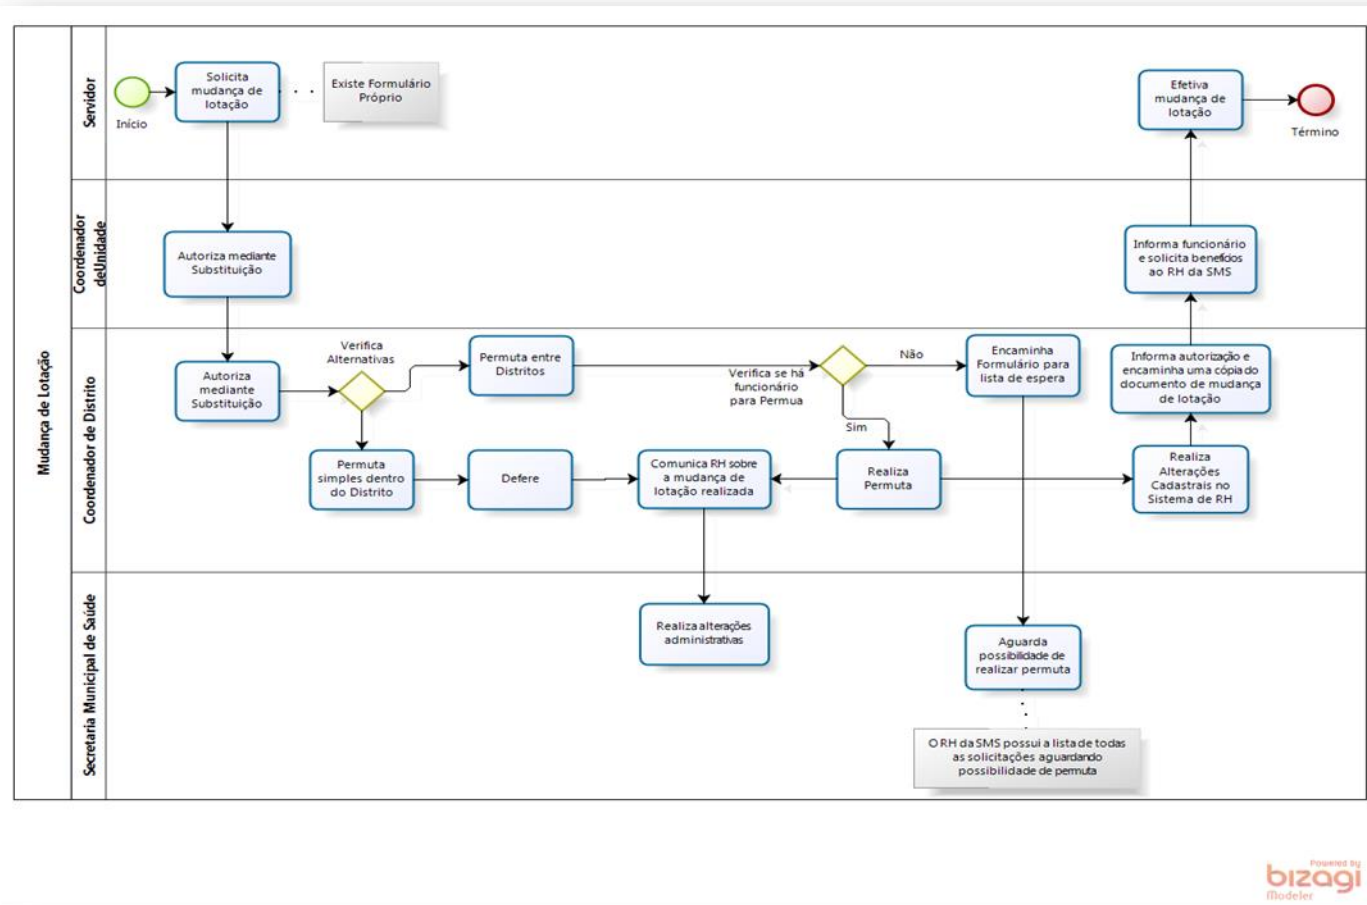 Mudança de Lotação
Servidor
Início
Solicita
mudança de
lotação
Existe Formulário
Próprio
Efetiva
mudança de
lotação
Término
Coordenador
deUnidade
Autoriza mediante
Substituição
Informa funcionário
e solicita benefícios
ao RH da SMS
Coordenador de Distrito
Autoriza
mediante
Substituição
Verifica
Alternativas
Permuta entre
Distritos
Verifica se há
funcionário
para Permua
Não
Sim
Encaminha
Formulário para
lista de espera
Informa autorização e
encaminha uma cópia do
documento de mudança
de lotação
Permuta
simples dentro
do Distrito
Defere
Comunica RH sobre
a mudança de
lotação realizada
Realiza
Permuta
Realiza
Alterações
Cadastrais no
Sistema de RH
Secretaria Municipal de Saúde
Realiza alterações
administrativas
Aguarda
possibilidade de
realizar permuta
O RH da SMS possui a lista de todas
as solicitações aguardando
possibilidade de permuta
Powered by
bizagi
Modeler